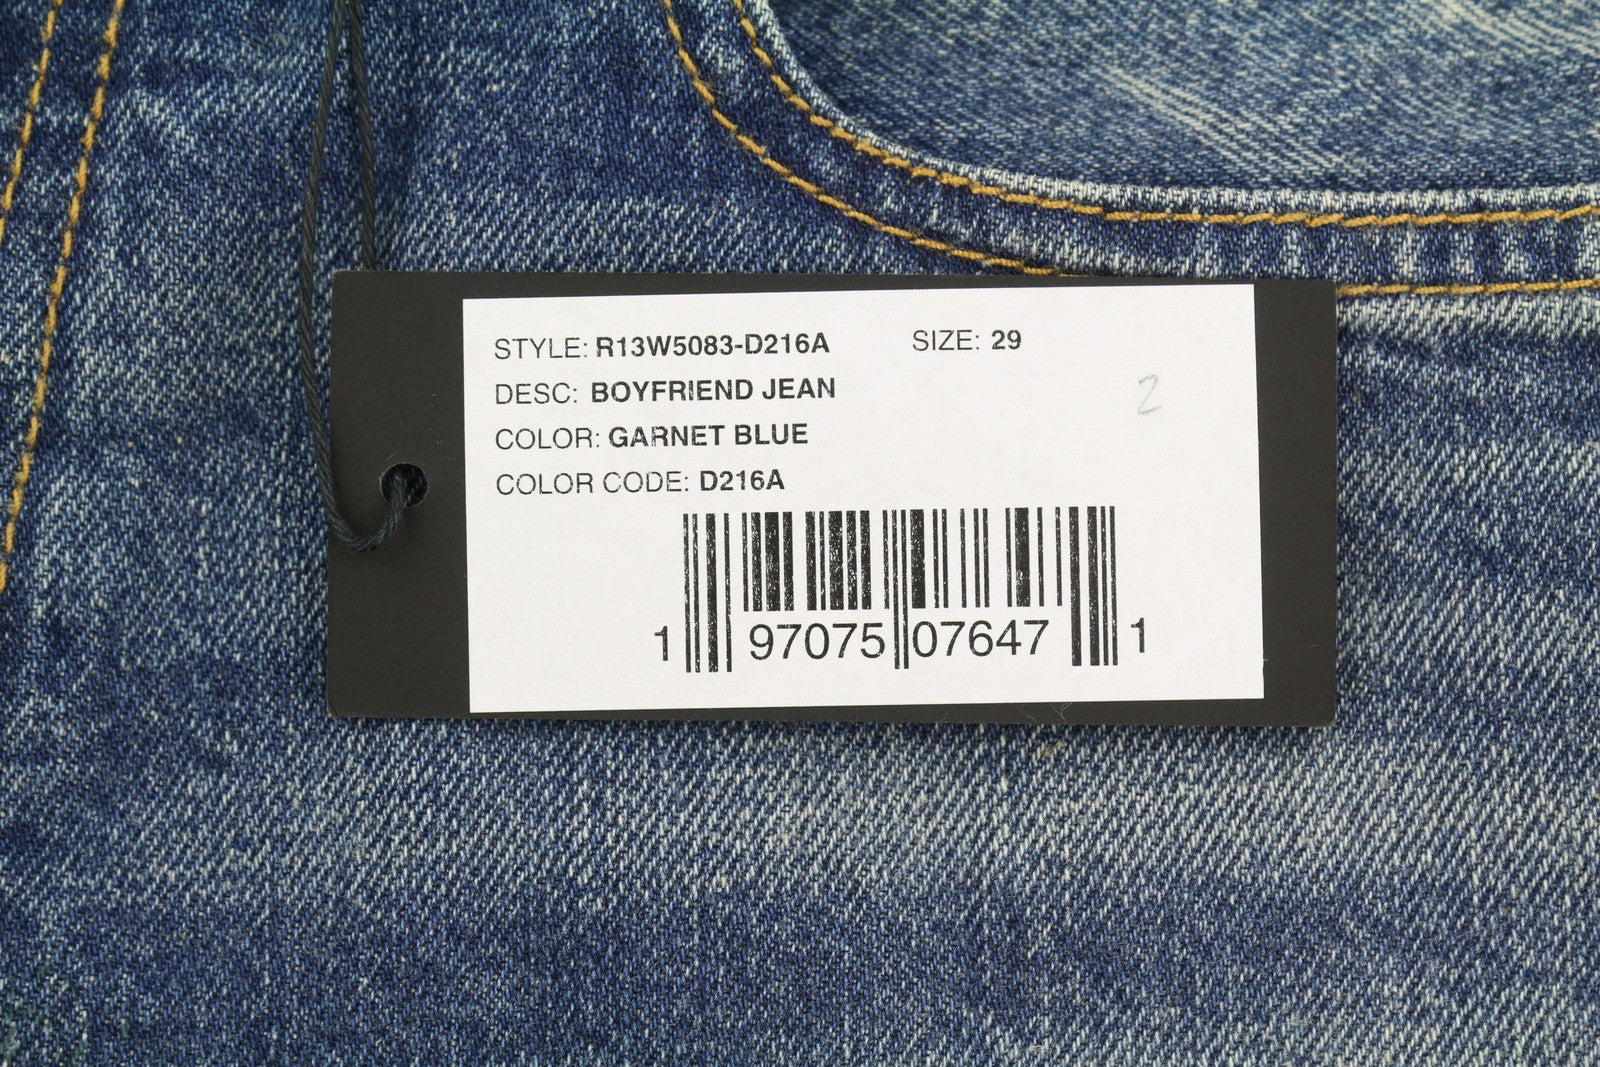 STYLE: R13W5083-D216A SIZE: 29
DESC: BOYFRIEND JEAN
2
COLOR: GARNET BLUE
COLOR CODE: D216A
1 97075 07647 1